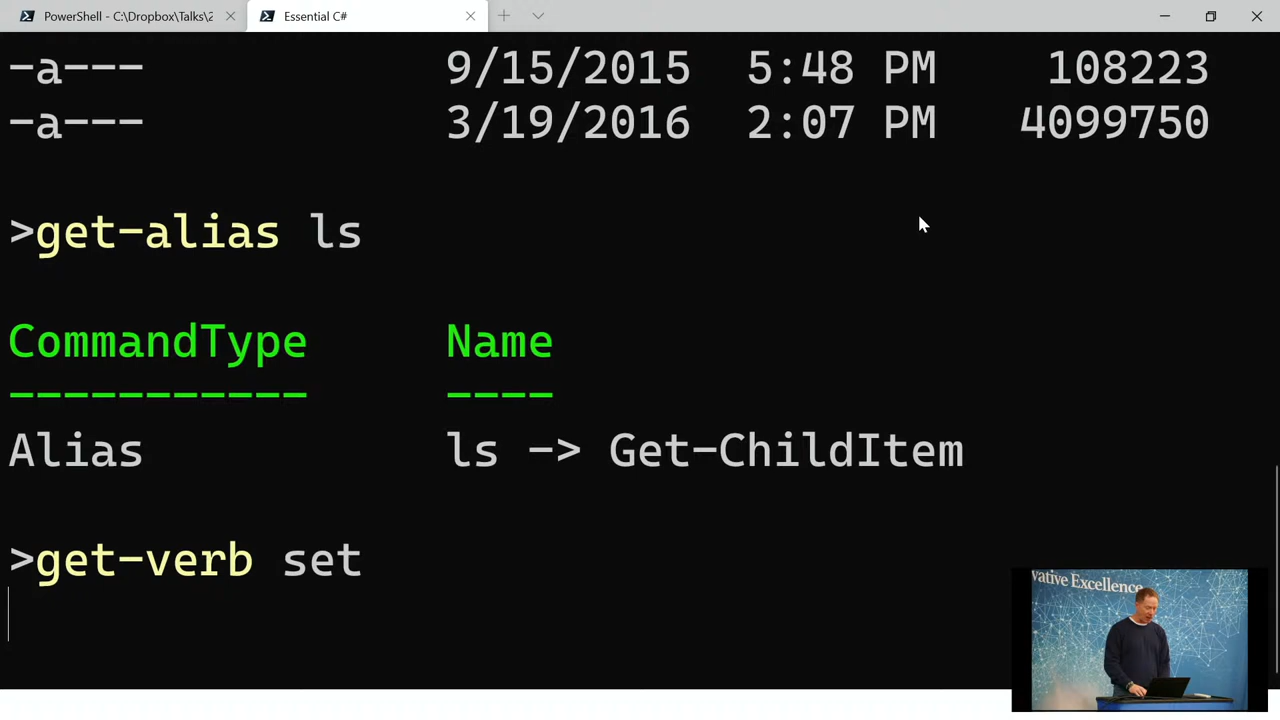 PowerShell - C:\Dropbox\Talks\2
Essential C#
-a--- 9/15/2015 5:48 PM 108223
-a--- 3/19/2016 2:07 PM 4099750
>get-alias ls
CommandType Name
----------- ----
Alias ls -> Get-ChildItem
>get-verb set
vative Excellence